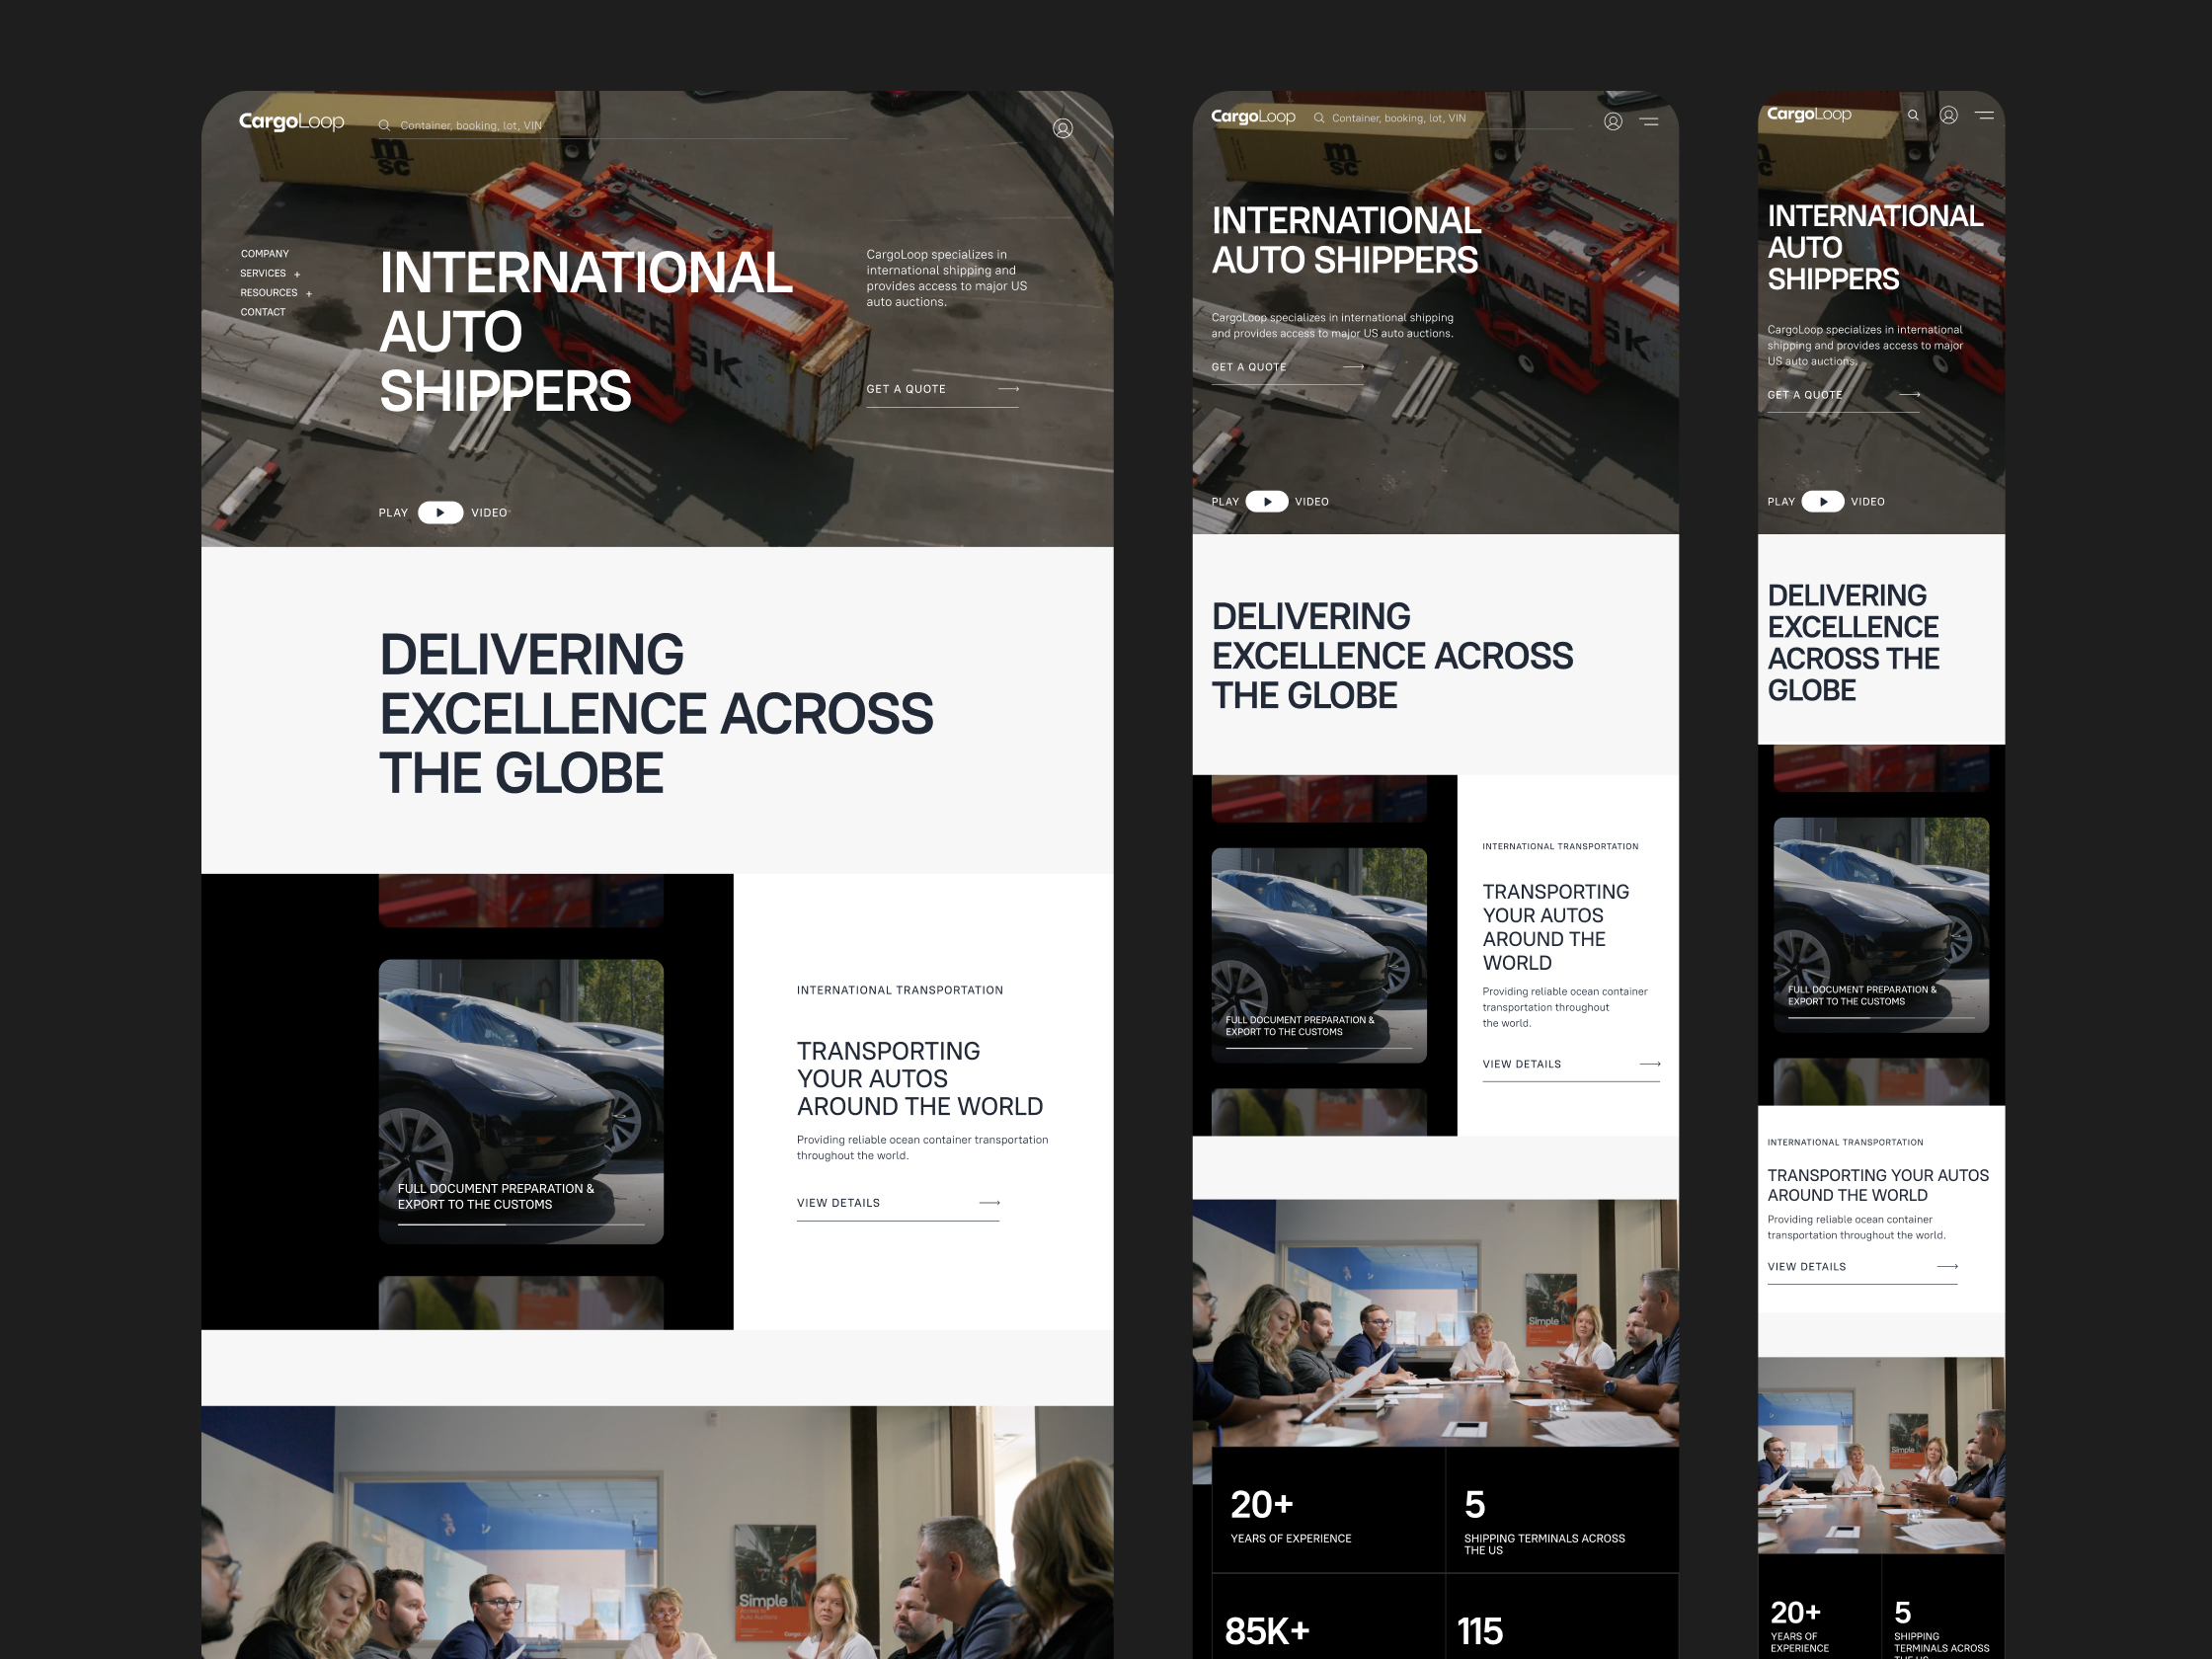 CargoLoop
Container, booking, lot, VIN
msc
COMPANY
SERVICES +
RESOURCES +
CONTACT
INTERNATIONAL
AUTO
SHIPPERS
CargoLoop specializes in
international shipping and
provides access to major US
auto auctions.
GET A QUOTE
PLAY VIDEO
DELIVERING
EXCELLENCE ACROSS
THE GLOBE
FULL DOCUMENT PREPARATION &
EXPORT TO THE CUSTOMS
INTERNATIONAL TRANSPORTATION
TRANSPORTING
YOUR AUTOS
AROUND THE WORLD
Providing reliable ocean container transportation
throughout the world.
VIEW DETAILS
Simple
CargoLoop
Container, booking, lot, VIN
msc
INTERNATIONAL
AUTO SHIPPERS
MAERSK
CargoLoop specializes in international shipping
and provides access to major US auto auctions.
GET A QUOTE
PLAY VIDEO
DELIVERING
EXCELLENCE ACROSS
THE GLOBE
FULL DOCUMENT PREPARATION &
EXPORT TO THE CUSTOMS
INTERNATIONAL TRANSPORTATION
TRANSPORTING
YOUR AUTOS
AROUND THE
WORLD
Providing reliable ocean container
transportation throughout
the world.
VIEW DETAILS
Simple
20+
YEARS OF EXPERIENCE
5
SHIPPING TERMINALS ACROSS
THE US
85K+
115
CargoLoop
INTERNATIONAL
AUTO
SHIPPERS
CargoLoop specializes in international
shipping and provides access to major
US auto auctions.
GET A QUOTE
PLAY VIDEO
DELIVERING
EXCELLENCE
ACROSS THE
GLOBE
FULL DOCUMENT PREPARATION &
EXPORT TO THE CUSTOMS
INTERNATIONAL TRANSPORTATION
TRANSPORTING YOUR AUTOS
AROUND THE WORLD
Providing reliable ocean container
transportation throughout the world.
VIEW DETAILS
Simple
20+
YEARS OF
EXPERIENCE
5
SHIPPING
TERMINALS ACROSS
THE US